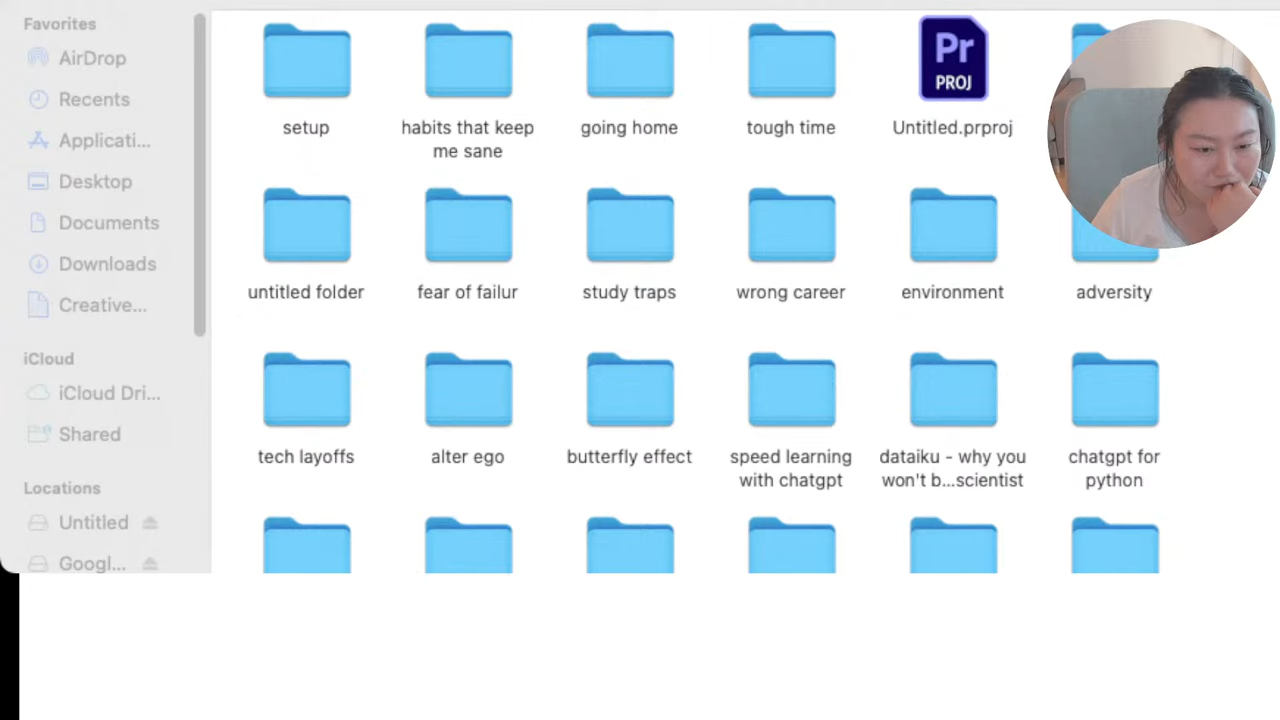 Favorites
AirDrop
Recents
Applicati...
Desktop
Documents
Downloads
Creative...
iCloud
iCloud Dri...
Shared
Locations
Untitled
Googl...
Pr
PROJ
setup
habits that keep
me sane
going home
tough time
Untitled.prproj
untitled folder
fear of failur
study traps
wrong career
environment
adversity
tech layoffs
alter ego
butterfly effect
speed learning
with chatgpt
dataiku - why you
won't b...scientist
chatgpt for
python